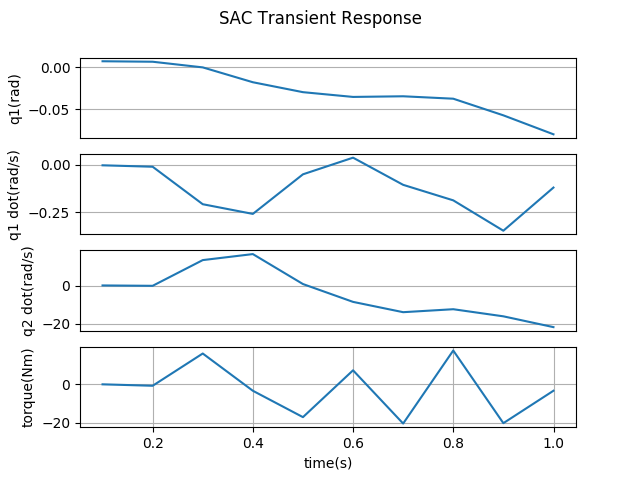 SAC Transient Response
q1(rad)
0.00
−0.05
q1 dot(rad/s)
0.00
−0.25
q2 dot(rad/s)
0
−20
torque(Nm)
0
−20
0.2 0.4 0.6 0.8 1.0
time(s)